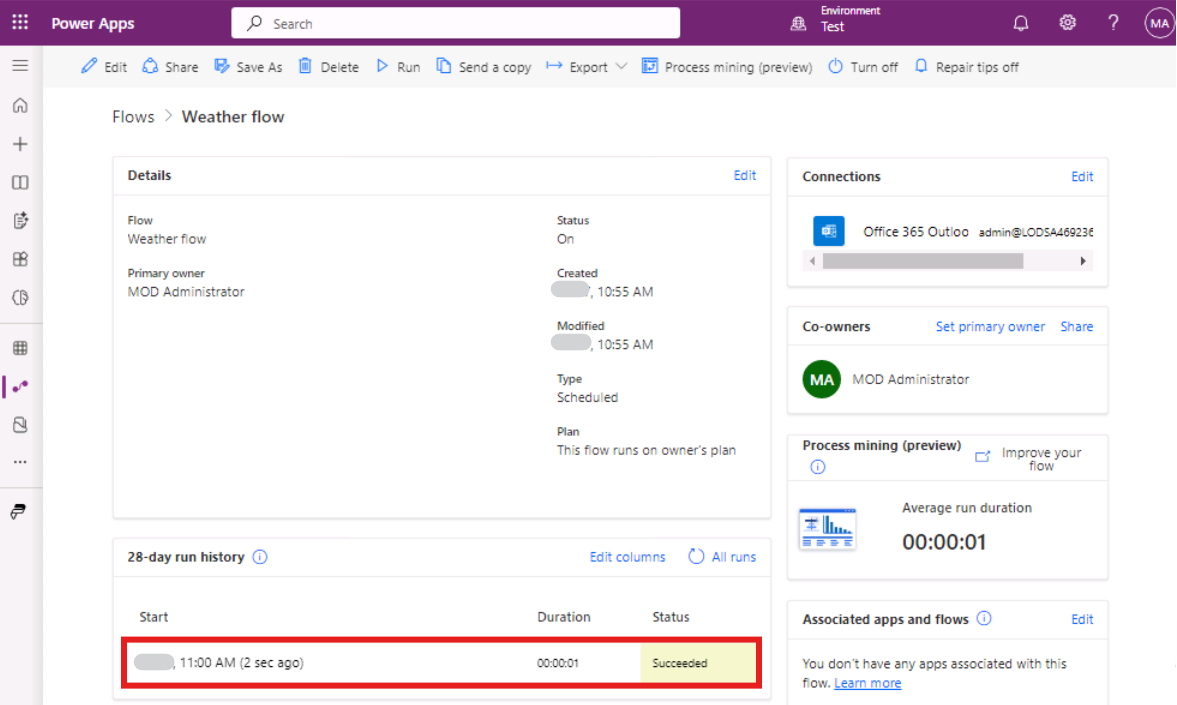 Power Apps
Search
Environment
Test
?
MA
Edit
Share
Save As
Delete
Run
Send a copy
Export
Process mining (preview)
Turn off
Repair tips off
Flows > Weather flow
Details
Edit
Flow
Weather flow
Primary owner
MOD Administrator
Status
On
Created
, 10:55 AM
Modified
, 10:55 AM
Type
Scheduled
Plan
This flow runs on owner's plan
28-day run history
Edit columns
All runs
Start
Duration
Status
, 11:00 AM (2 sec ago)
00:00:01
Succeeded
Connections
Edit
Office 365 Outloo
admin@LODSA469236
Co-owners
Set primary owner
Share
MA
MOD Administrator
Process mining (preview)
Improve your
flow
Average run duration
00:00:01
Associated apps and flows
Edit
You don't have any apps associated with this
flow. Learn more